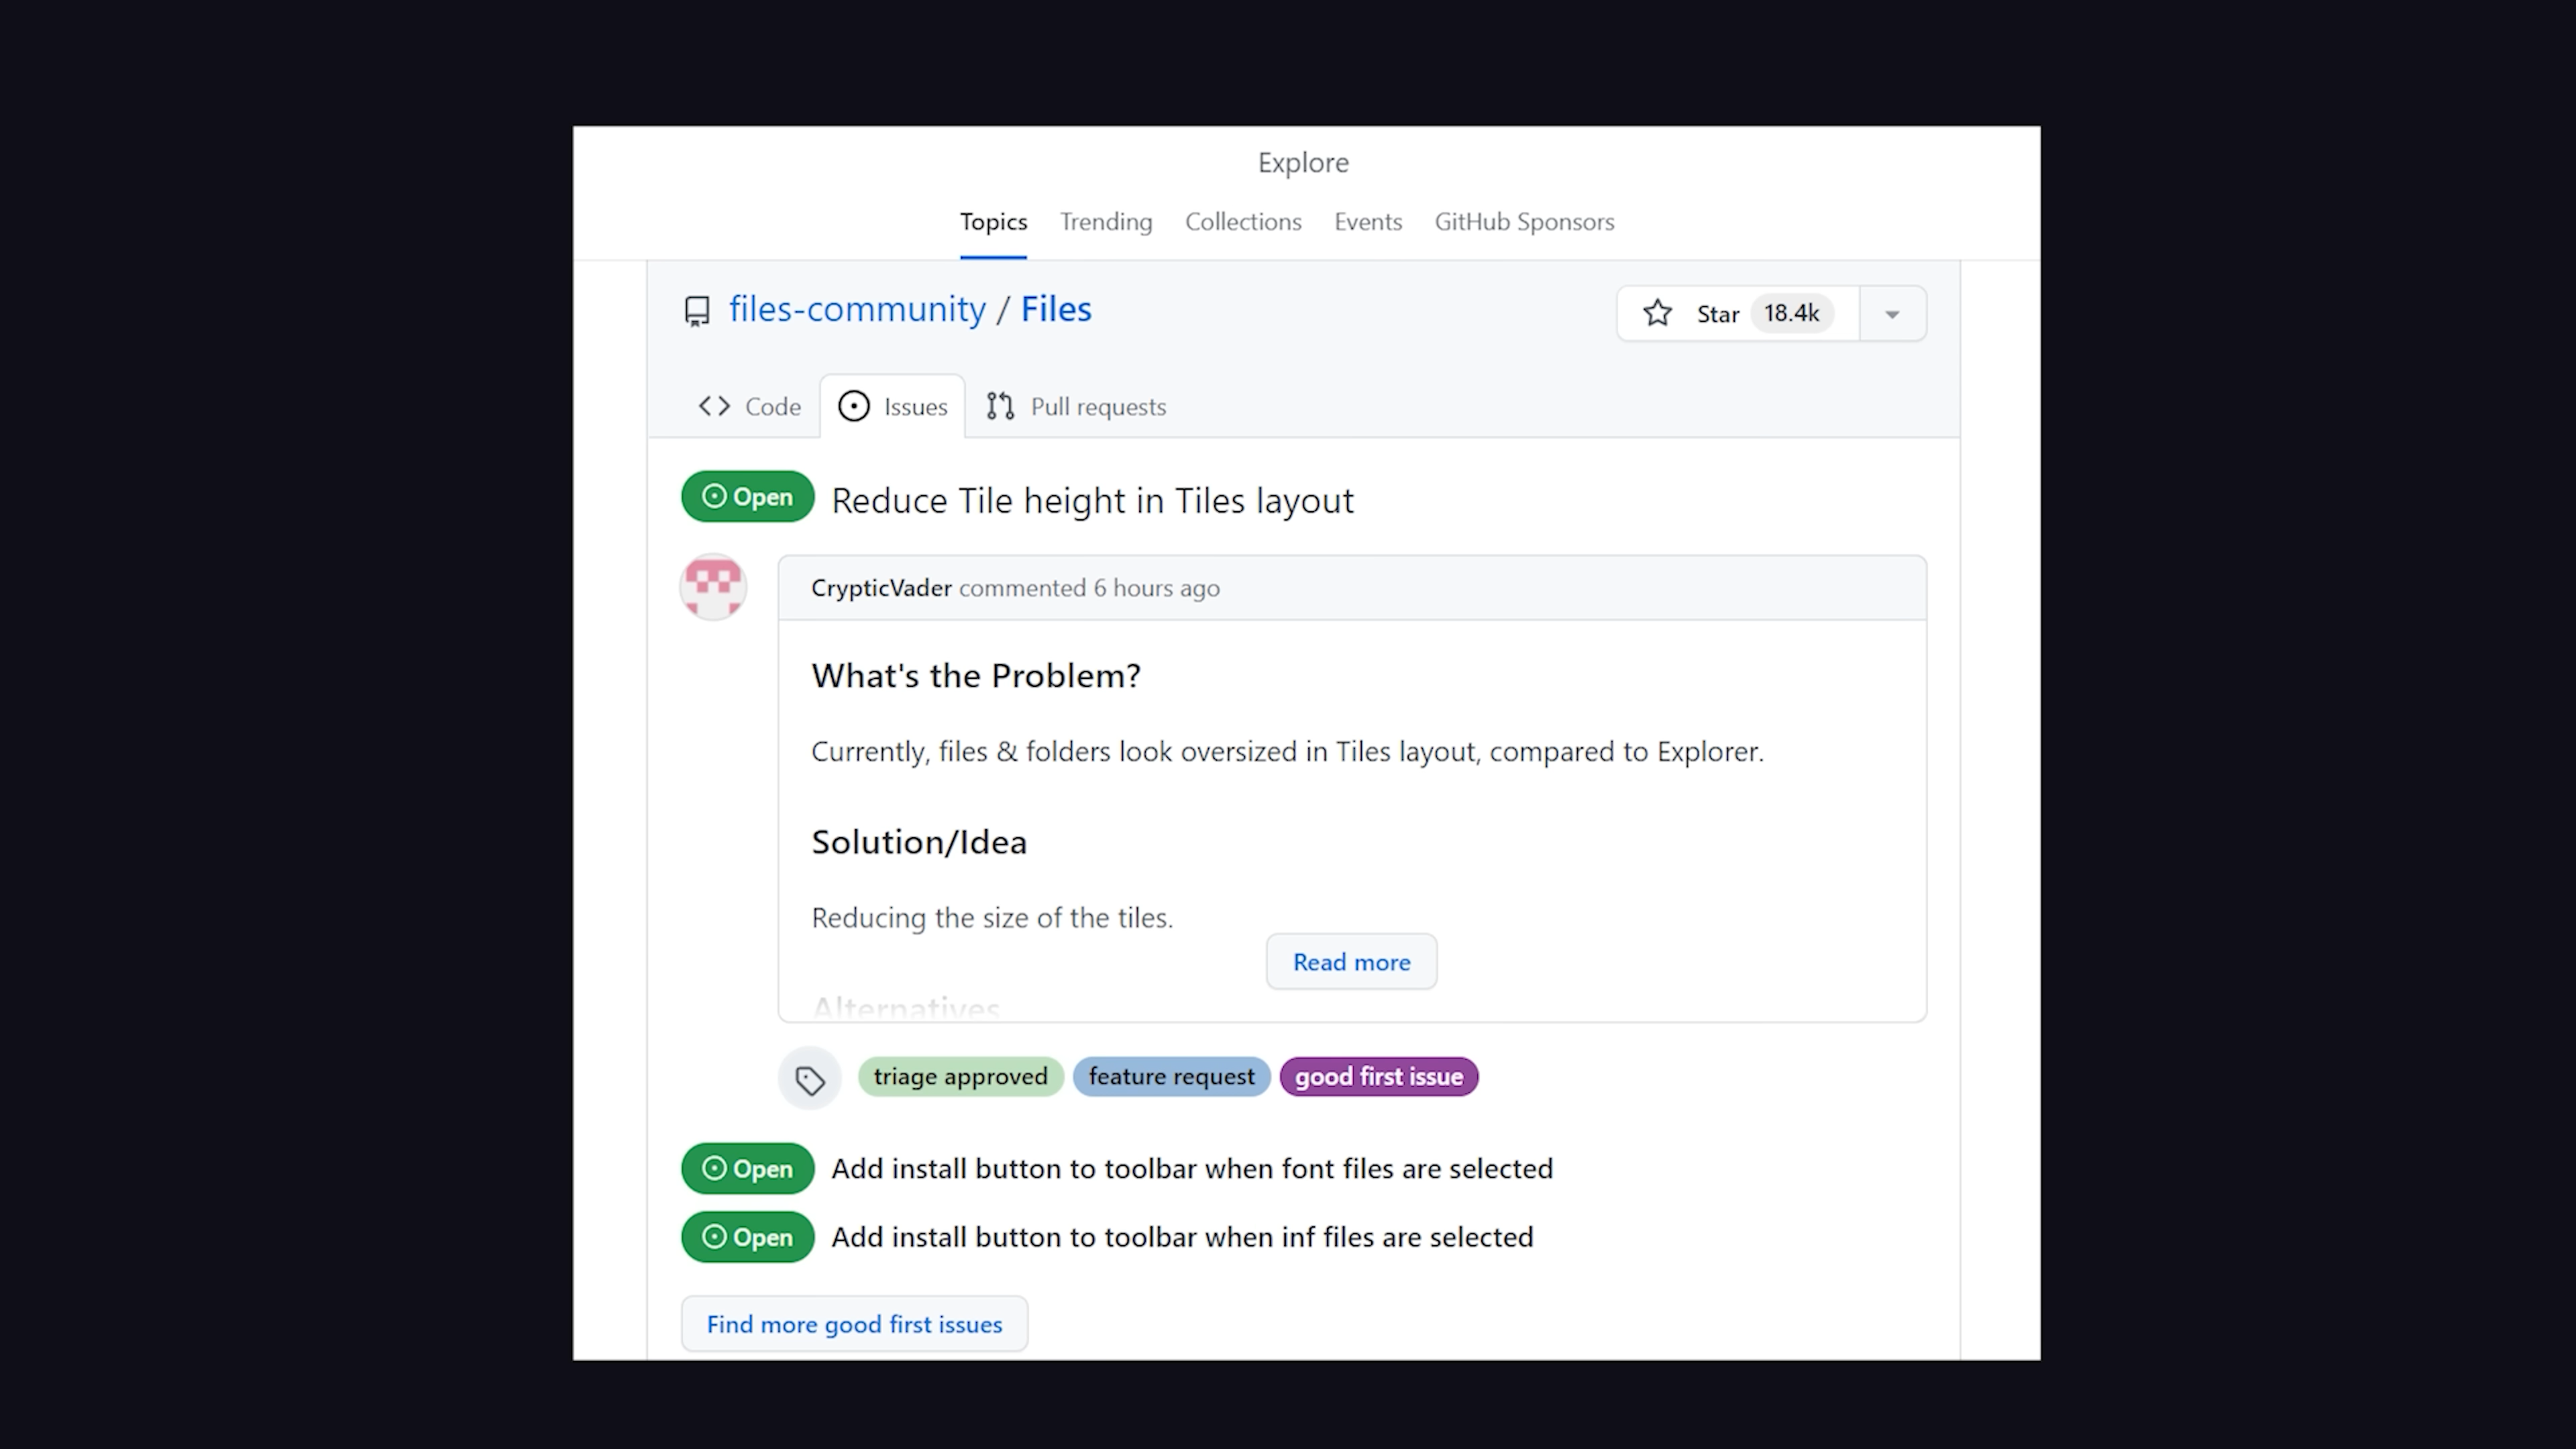 Explore
Topics Trending Collections Events GitHub Sponsors
files-community / Files
Star 18.4k
Code Issues Pull requests
Open Reduce Tile height in Tiles layout
CrypticVader commented 6 hours ago
What's the Problem?
Currently, files & folders look oversized in Tiles layout, compared to Explorer.
Solution/Idea
Reducing the size of the tiles.
Read more
Alternatives
triage approved feature request good first issue
Open Add install button to toolbar when font files are selected
Open Add install button to toolbar when inf files are selected
Find more good first issues